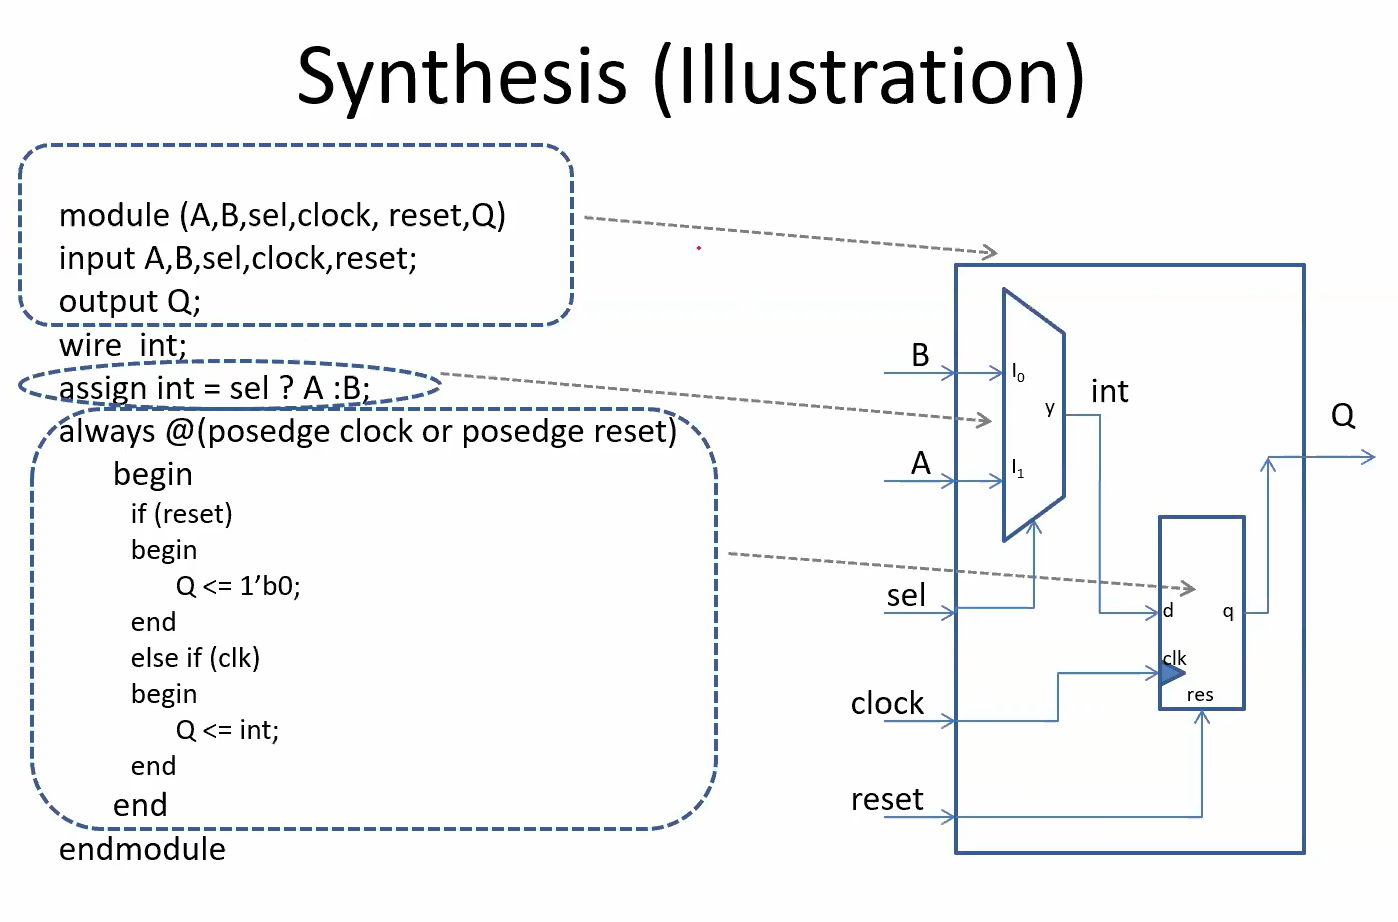 Synthesis (Illustration)
module (A,B,sel,clock, reset,Q)
input A,B,sel,clock,reset;
output Q;
wire  int;
assign int = sel ? A :B;
always @(posedge clock or posedge reset)
begin
if (reset)
begin
Q <= 1’b0;
end
else if (clk)
begin
Q <= int;
end
end
endmodule
B
I0
int
y
Q
A
I1
sel
d
q
clk
res
clock
reset